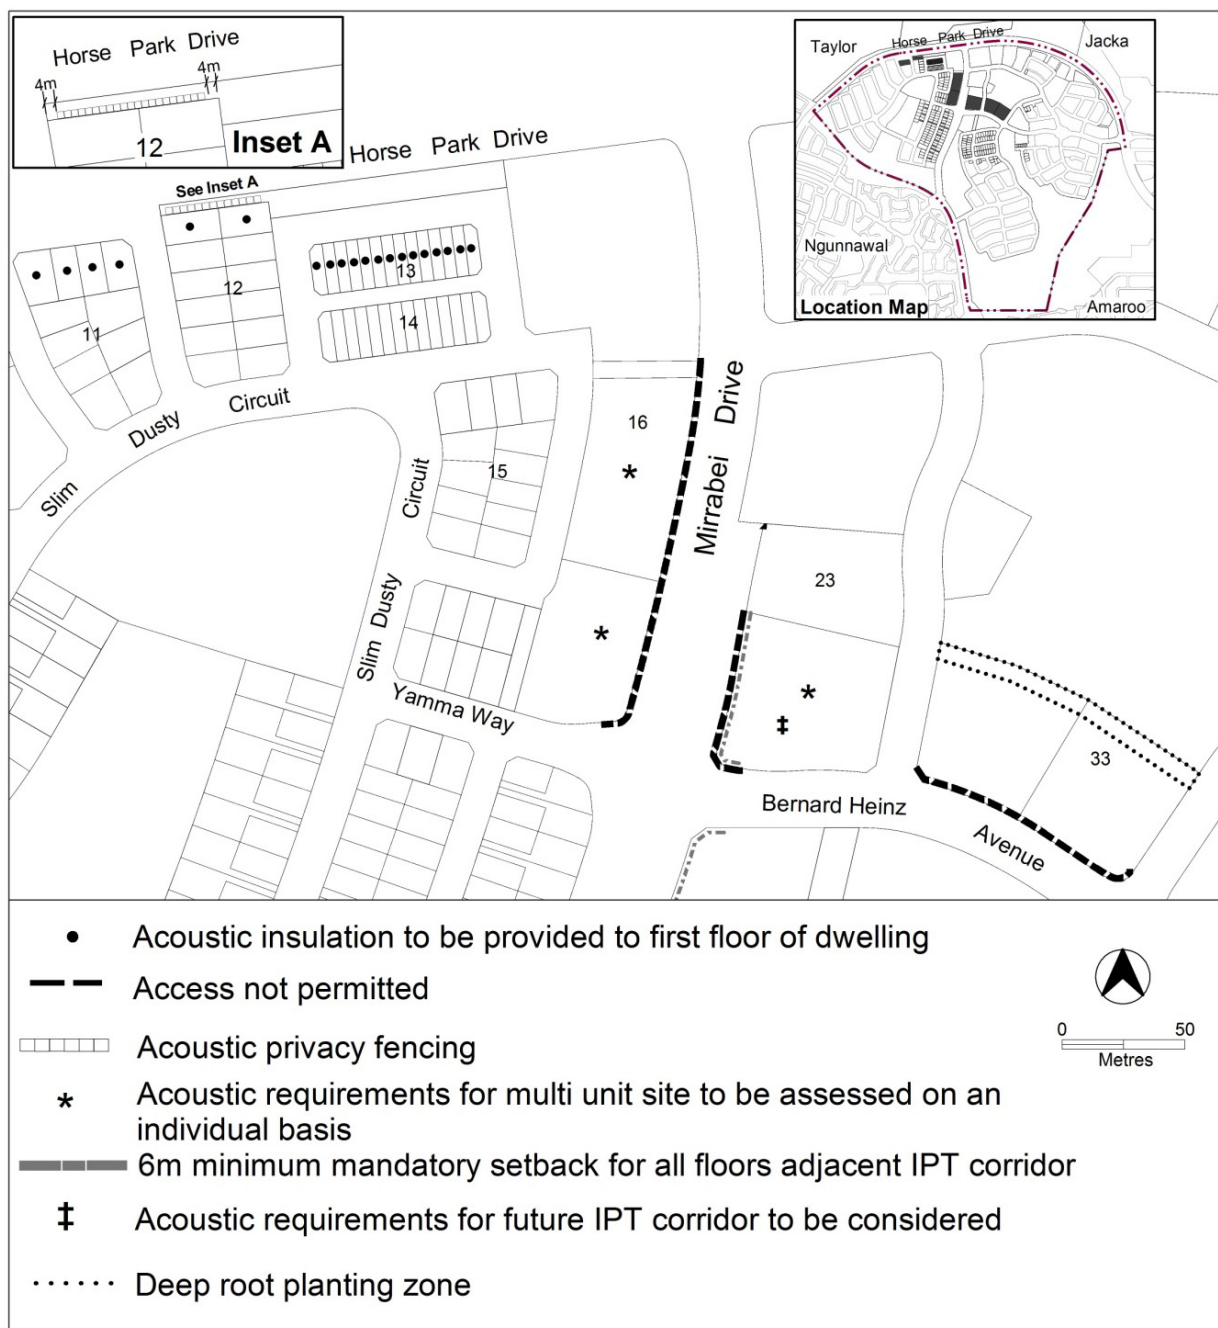 Horse Park Drive
4m
4m
12
Inset A
Taylor
Horse Park Drive
Jacka
Ngunnawal
Amaroo
Location Map
Horse Park Drive
See Inset A
11
12
13
14
15
16
23
33
Slim Dusty Circuit
Slim Dusty Circuit
Mirrabei Drive
Yamma Way
Bernard Heinz Avenue
Acoustic insulation to be provided to first floor of dwelling
Access not permitted
Acoustic privacy fencing
Acoustic requirements for multi unit site to be assessed on an
individual basis
6m minimum mandatory setback for all floors adjacent IPT corridor
‡ Acoustic requirements for future IPT corridor to be considered
Deep root planting zone
0 50
Metres